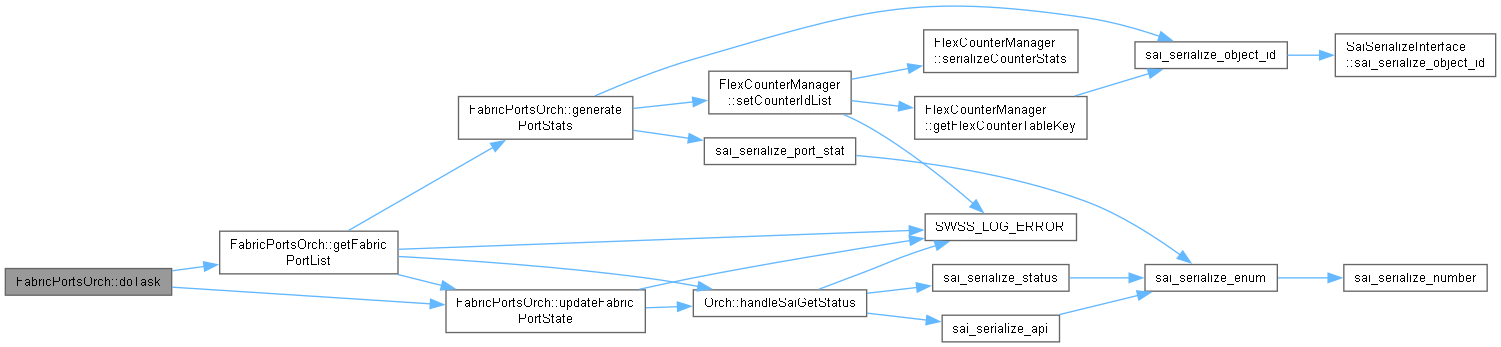 FabricPortsOrch::doTask
FabricPortsOrch::getFabric
PortList
FabricPortsOrch::generate
PortStats
FabricPortsOrch::updateFabric
PortState
FlexCounterManager
::setCounterIdList
sai_serialize_port_stat
Orch::handleSaiGetStatus
FlexCounterManager
::serializeCounterStats
FlexCounterManager
::getFlexCounterTableKey
SWSS_LOG_ERROR
sai_serialize_status
sai_serialize_api
sai_serialize_object_id
sai_serialize_enum
SaiSerializeInterface
::sai_serialize_object_id
sai_serialize_number